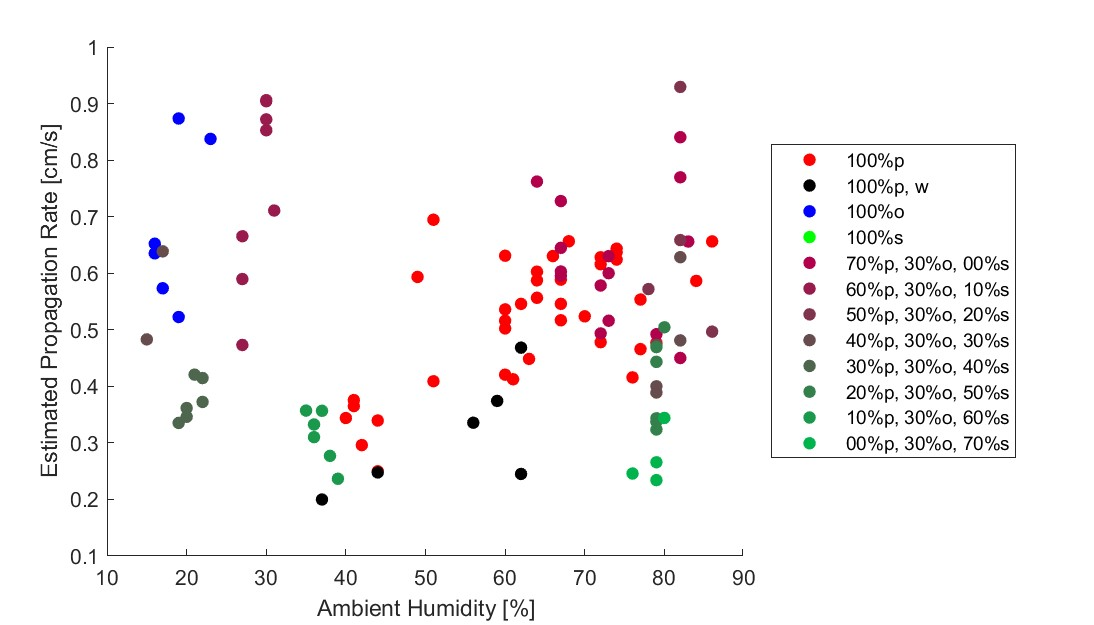 1
0.9
0.8
0.7
0.6
0.5
0.4
0.3
0.2
0.1
Estimated Propagation Rate [cm/s]
10 20 30 40 50 60 70 80 90
Ambient Humidity [%]
100%p
100%p, w
100%o
100%s
70%p, 30%o, 00%s
60%p, 30%o, 10%s
50%p, 30%o, 20%s
40%p, 30%o, 30%s
30%p, 30%o, 40%s
20%p, 30%o, 50%s
10%p, 30%o, 60%s
00%p, 30%o, 70%s